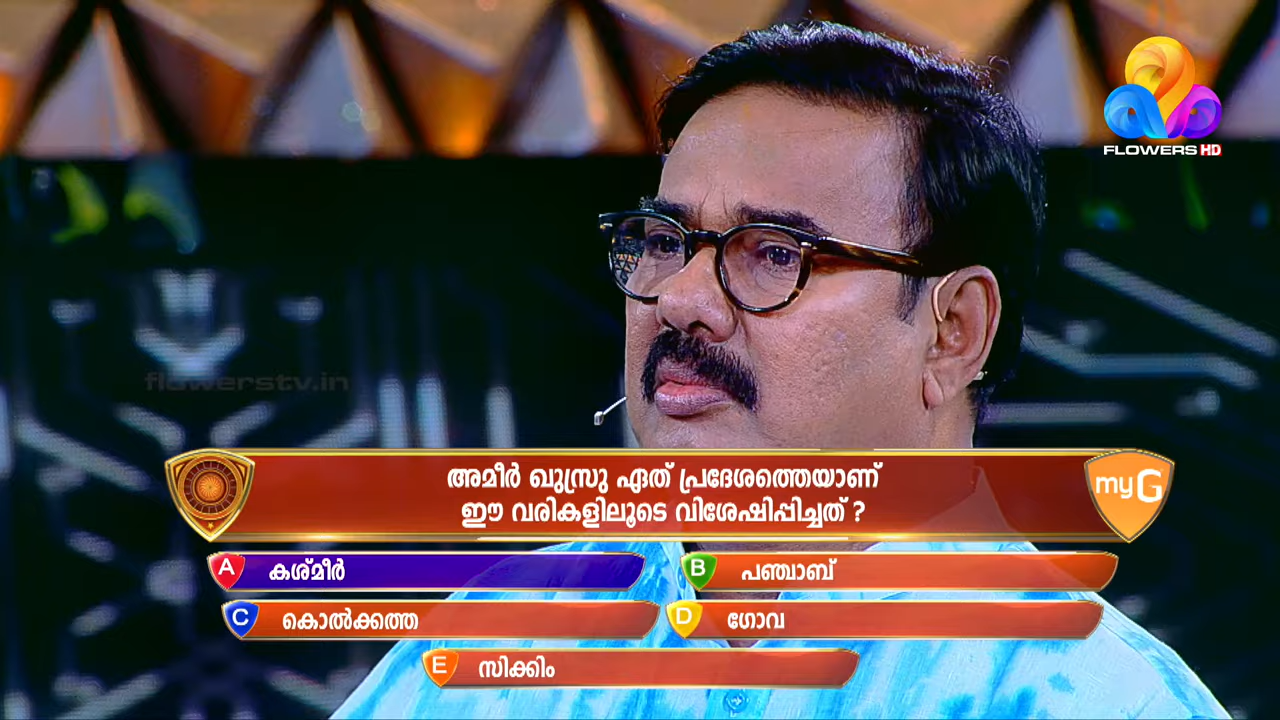 FLOWERS HD
flowerstv.in
അമീർ ഖുസ്രു ഏത് പ്രദേശത്തെയാണ്
ഈ വരികളിലൂടെ വിശേഷിപ്പിച്ചത് ?
myG
A കശ്മീർ
B പഞ്ചാബ്
C കൊൽക്കത്ത
D ഗോവ
E സിക്കിം